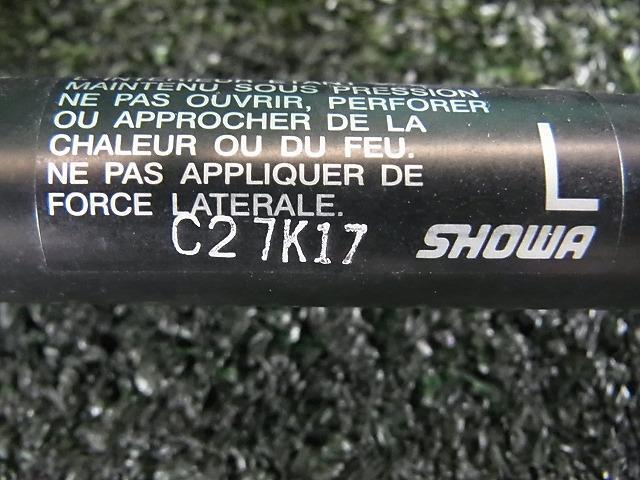 MAINTENU SOUS PRESSION
NE PAS OUVRIR, PERFORER
OU APPROCHER DE LA
CHALEUR OU DU FEU.
NE PAS APPLIQUER DE
FORCE LATERALE.
L
C27K17
SHOWA